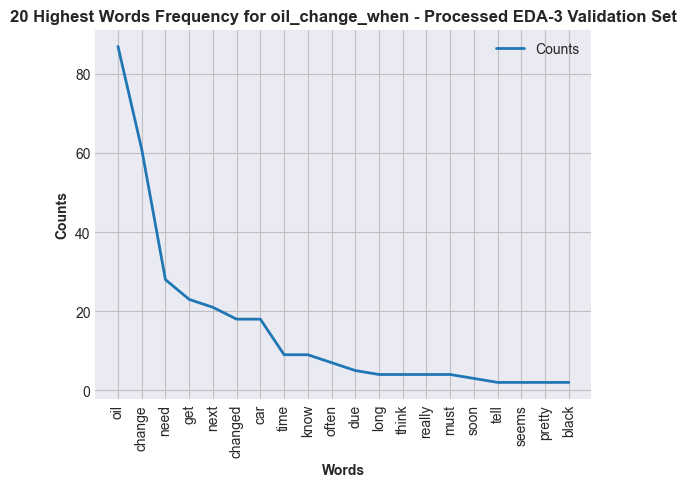 20 Highest Words Frequency for oil_change_when - Processed EDA-3 Validation Set
Counts
80
60
40
20
0
Counts
oil
change
need
get
next
changed
car
time
know
often
due
long
think
really
must
soon
tell
seems
pretty
black
Words